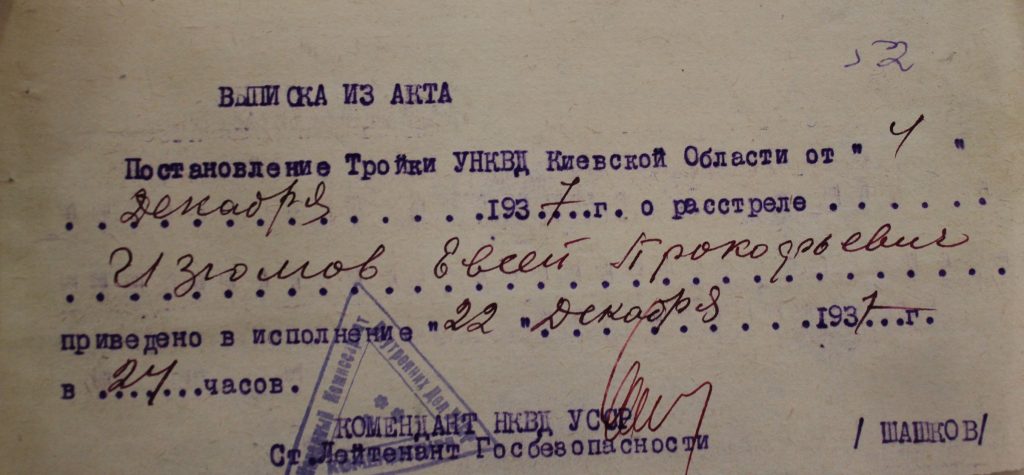 52
ВЫПИСКА ИЗ АКТА
Постановление Тройки УНКВД Киевской Области от " 4 "
Декабря 1937 г. о расстреле
Изюмов Евсей Прокофьевич
приведено в исполнение "22" Декабря 1937 г.
в 24 часов.
КОМЕНДАНТ НКВД УССР
Ст.Лейтенант Госбезопасности / ШАШКОВ/